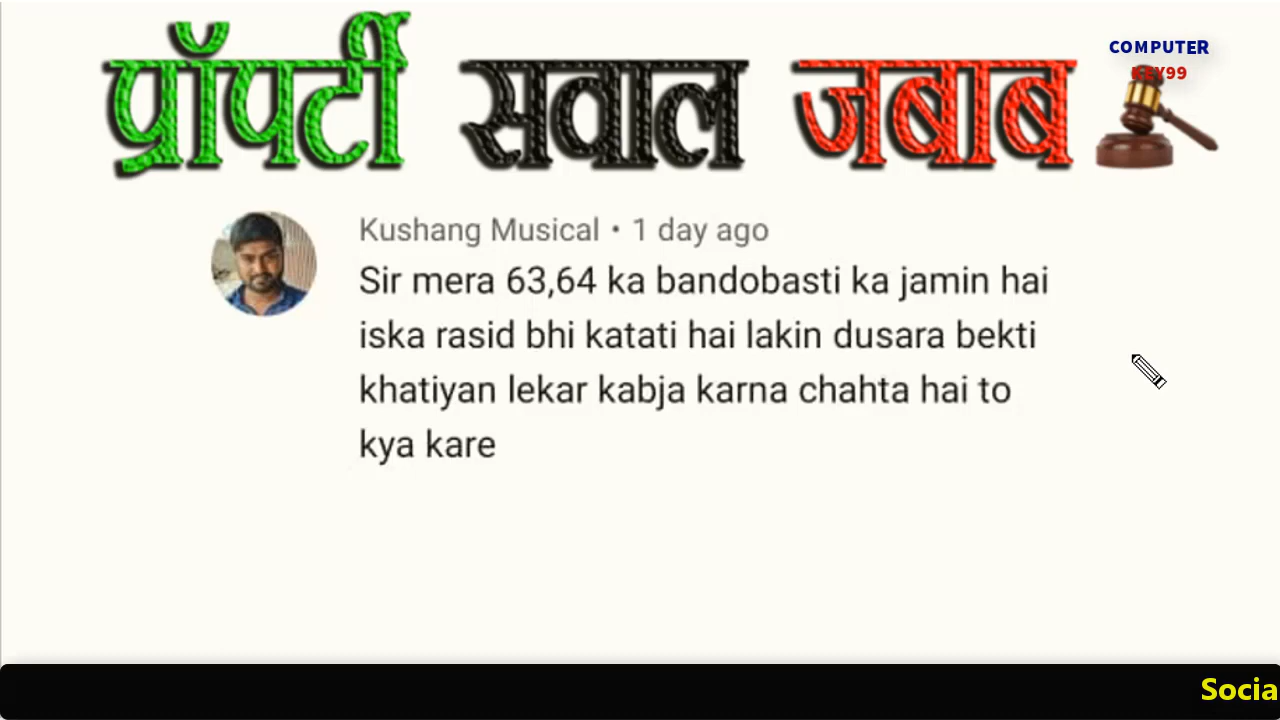 प्रॉपर्टी सवाल जबाब
COMPUTER
KEY99
Kushang Musical • 1 day ago
Sir mera 63,64 ka bandobasti ka jamin hai
iska rasid bhi katati hai lakin dusara bekti
khatiyan lekar kabja karna chahta hai to
kya kare
Socia